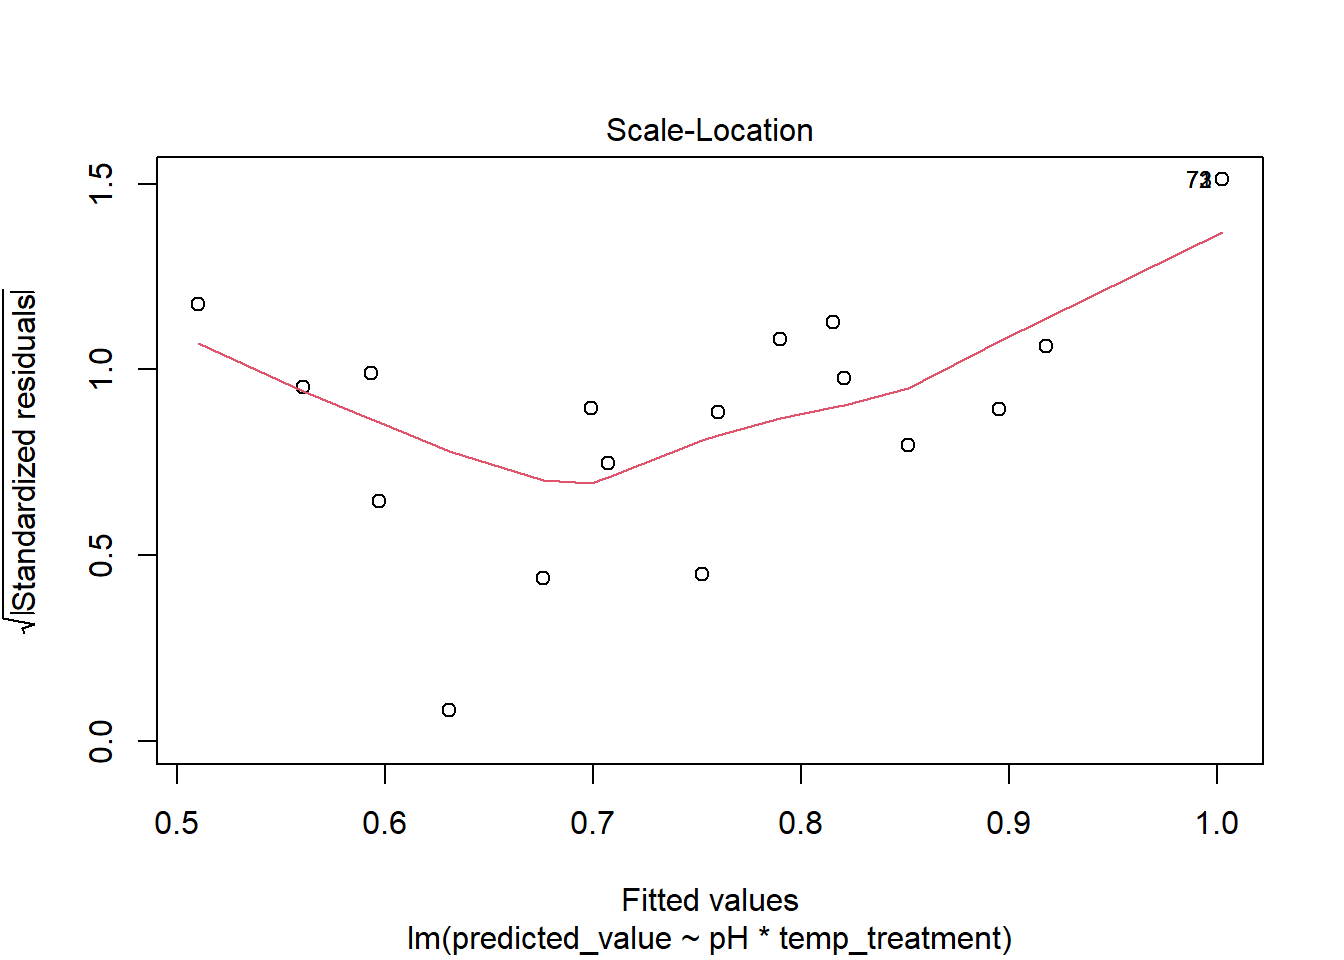 Scale-Location
√|Standardized residuals|
1.5
1.0
0.5
0.0
0.5 0.6 0.7 0.8 0.9 1.0
Fitted values
lm(predicted_value ~ pH * temp_treatment)